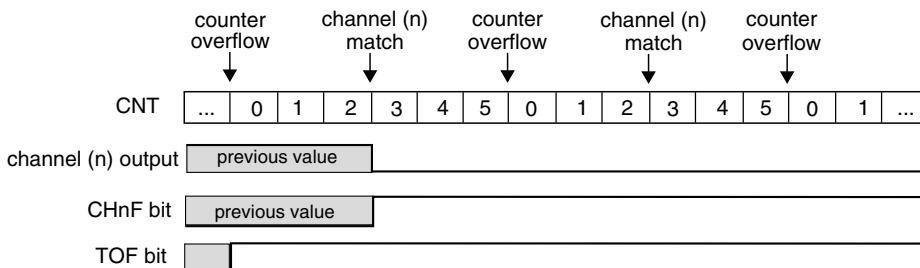 counter overflow
channel (n) match
counter overflow
channel (n) match
counter overflow
CNT ... 0 1 2 3 4 5 0 1 2 3 4 5 0 1 ...
channel (n) output previous value
CHnF bit previous value
TOF bit